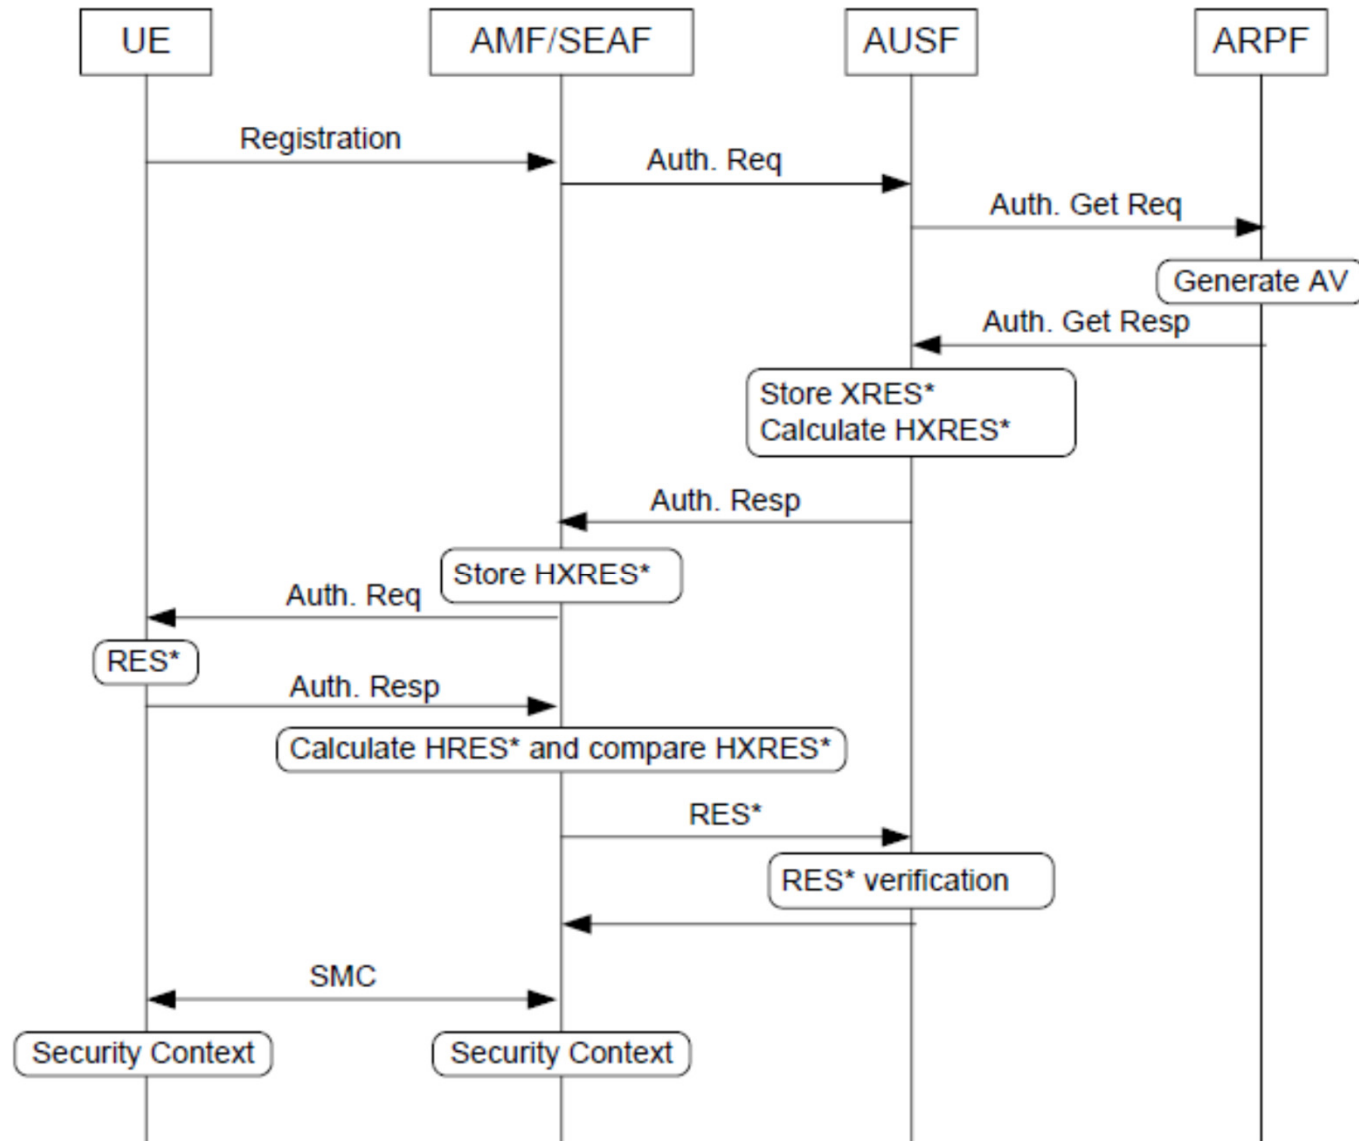 UE
AMF/SEAF
AUSF
ARPF
Registration
Auth. Req
Auth. Get Req
Generate AV
Auth. Get Resp
Store XRES*
Calculate HXRES*
Auth. Resp
Store HXRES*
Auth. Req
RES*
Auth. Resp
Calculate HRES* and compare HXRES*
RES*
RES* verification
SMC
Security Context
Security Context